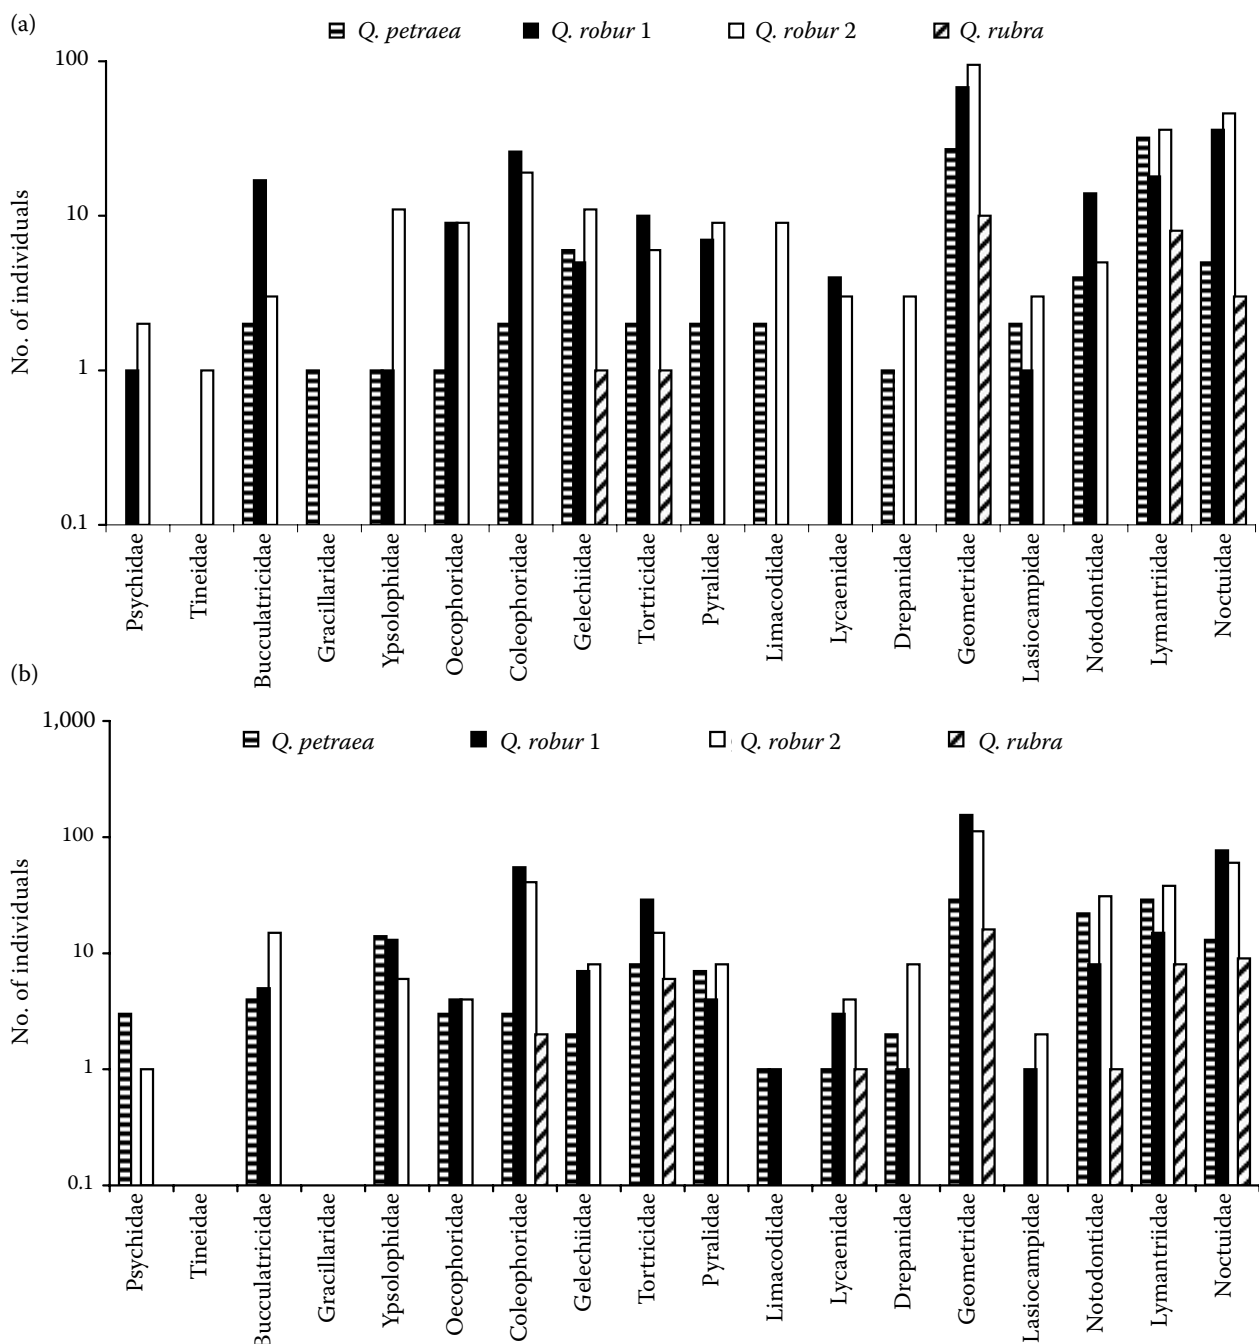 (a)
Q. petraea Q. robur 1 Q. robur 2 Q. rubra
100
10
1
0.1
No. of individuals
Psychidae
Tineidae
Bucculatricidae
Gracillaridae
Ypsolophidae
Oecophoridae
Coleophoridae
Gelechiidae
Tortricidae
Pyralidae
Limacodidae
Lycaenidae
Drepanidae
Geometridae
Lasiocampidae
Notodontidae
Lymantriidae
Noctuidae
(b)
Q. petraea Q. robur 1 Q. robur 2 Q. rubra
1,000
100
10
1
0.1
No. of individuals
Psychidae
Tineidae
Bucculatricidae
Gracillaridae
Ypsolophidae
Oecophoridae
Coleophoridae
Gelechiidae
Tortricidae
Pyralidae
Limacodidae
Lycaenidae
Drepanidae
Geometridae
Lasiocampidae
Notodontidae
Lymantriidae
Noctuidae